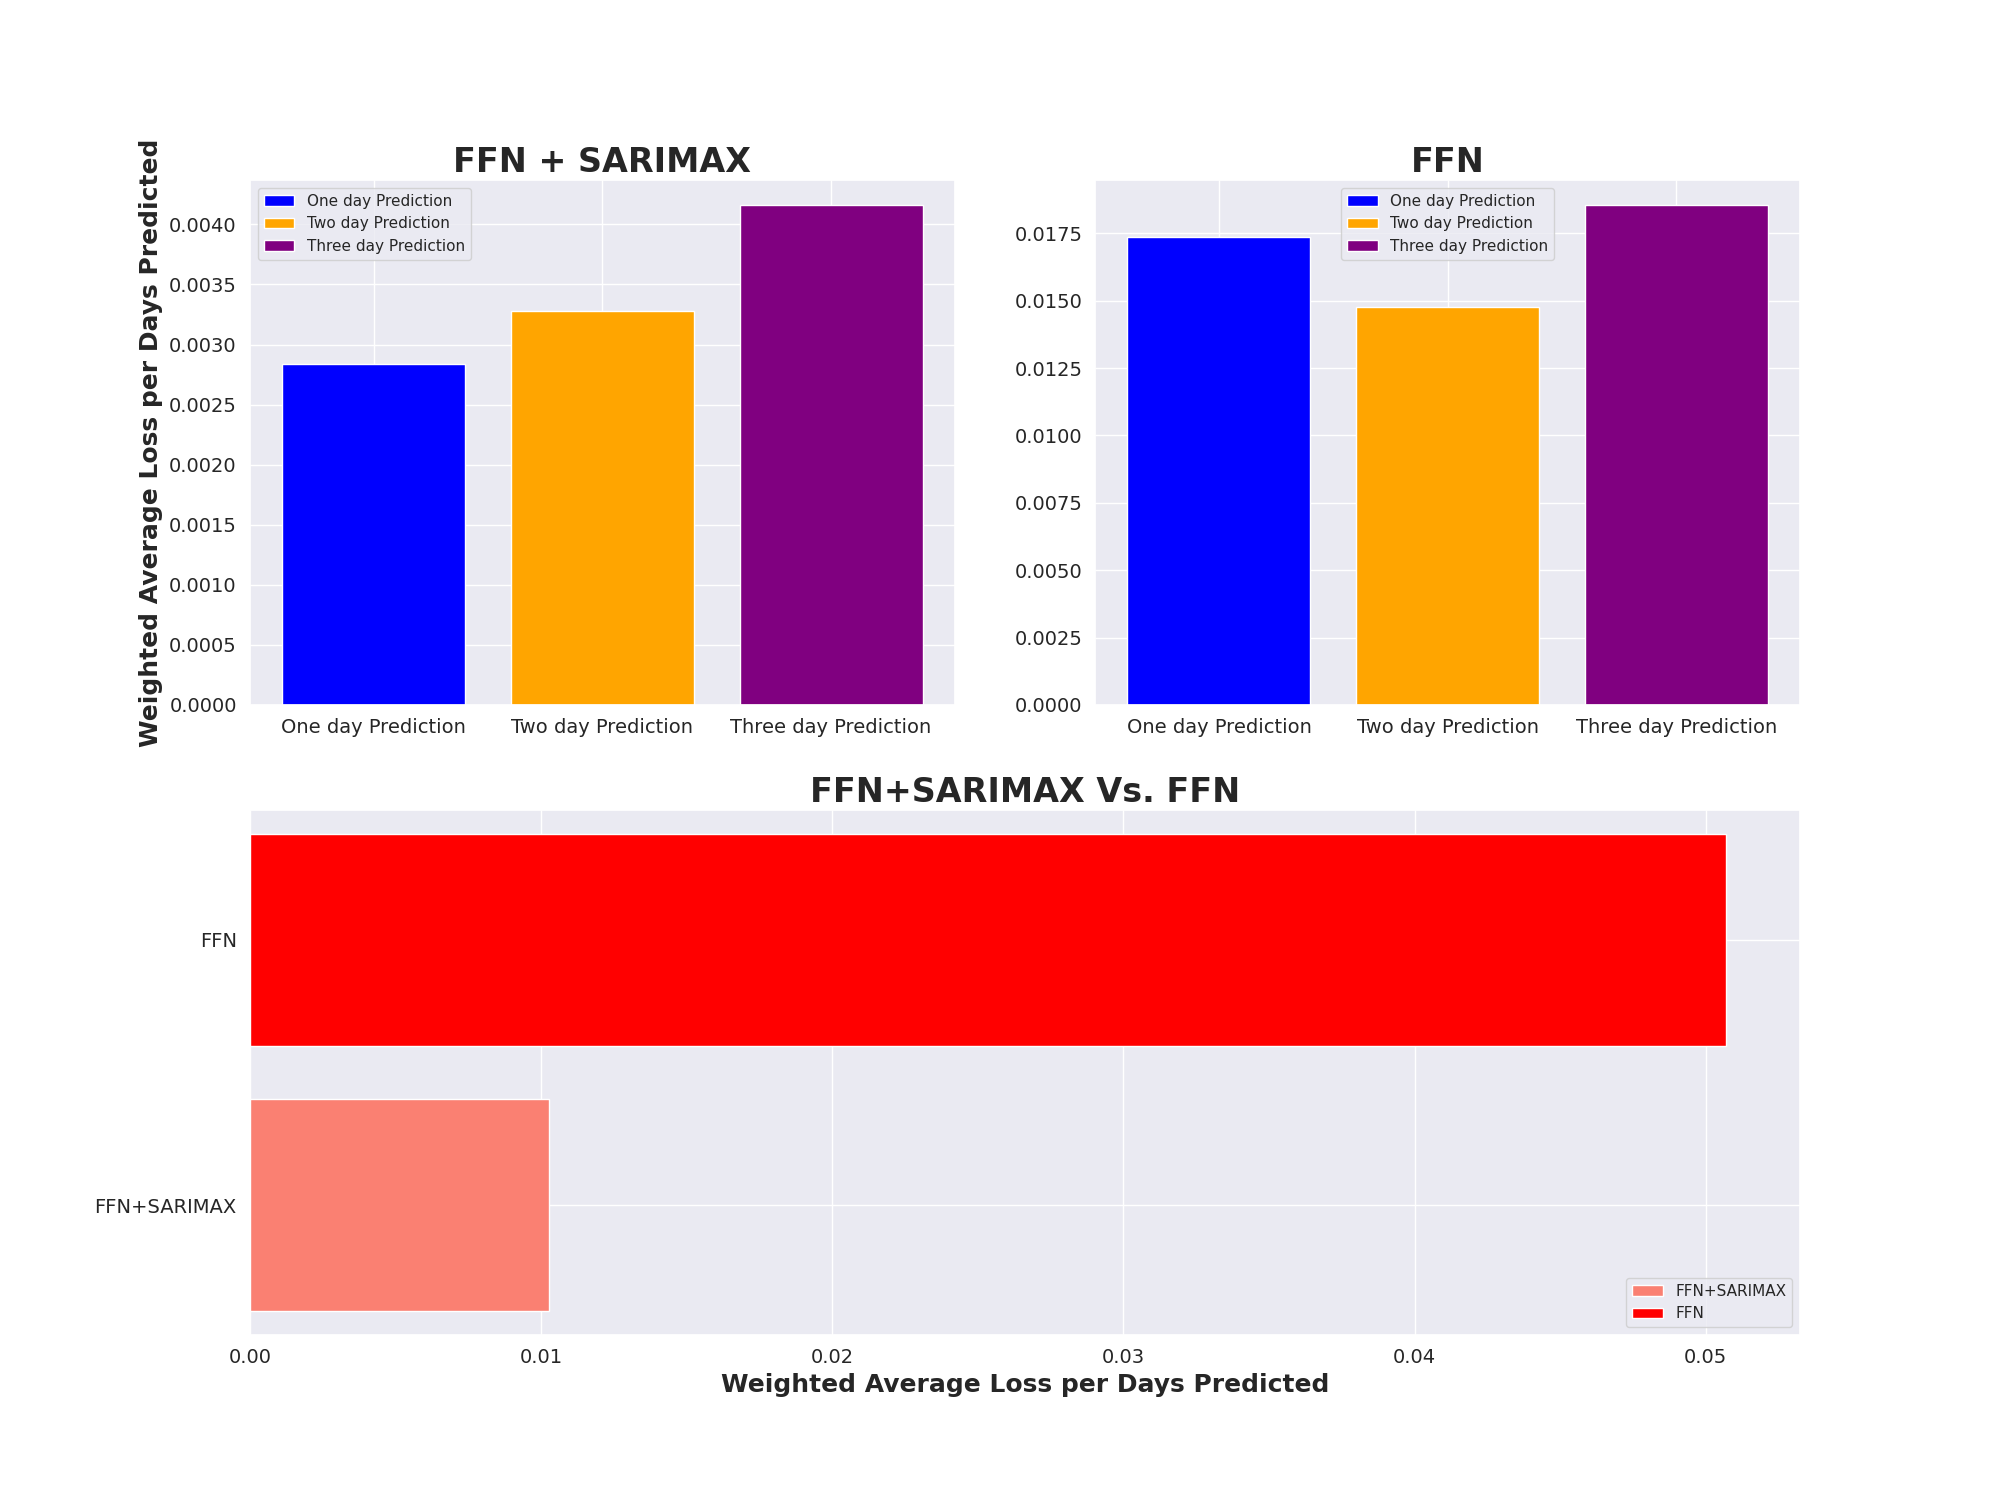 FFN + SARIMAX
Weighted Average Loss per Days Predicted
One day Prediction
Two day Prediction
Three day Prediction
0.0040
0.0035
0.0030
0.0025
0.0020
0.0015
0.0010
0.0005
0.0000
One day Prediction Two day Prediction Three day Prediction
FFN
One day Prediction
Two day Prediction
Three day Prediction
0.0175
0.0150
0.0125
0.0100
0.0075
0.0050
0.0025
0.0000
One day Prediction Two day Prediction Three day Prediction
FFN+SARIMAX Vs. FFN
FFN
FFN+SARIMAX
FFN+SARIMAX
FFN
0.00 0.01 0.02 0.03 0.04 0.05
Weighted Average Loss per Days Predicted